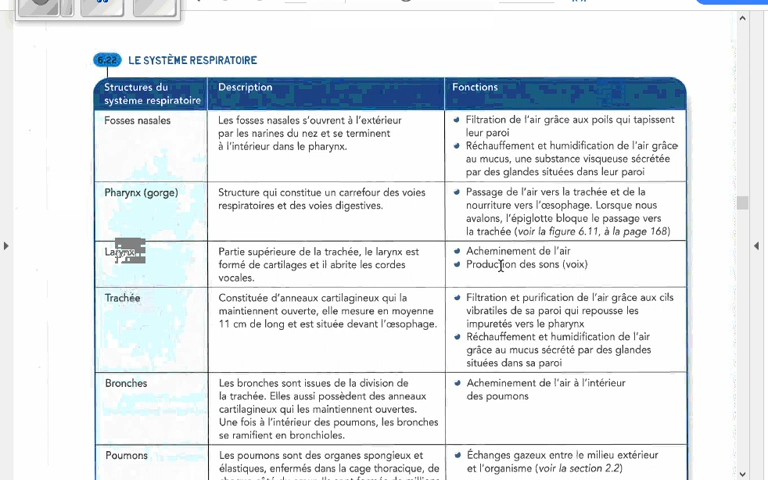 6.22 LE SYSTÈME RESPIRATOIRE
Structures du
système respiratoire
Description
Fonctions
Fosses nasales
Les fosses nasales s'ouvrent à l'extérieur
par les narines du nez et se terminent
à l'intérieur dans le pharynx.
Filtration de l'air grâce aux poils qui tapissent
leur paroi
Réchauffement et humidification de l'air grâce
au mucus, une substance visqueuse sécrétée
par des glandes situées dans leur paroi
Pharynx (gorge)
Structure qui constitue un carrefour des voies
respiratoires et des voies digestives.
Passage de l'air vers la trachée et de la
nourriture vers l'œsophage. Lorsque nous
avalons, l'épiglotte bloque le passage vers
la trachée (voir la figure 6.11, à la page 168)
Larynx
Partie supérieure de la trachée, le larynx est
formé de cartilages et il abrite les cordes
vocales.
Acheminement de l'air
Production des sons (voix)
Trachée
Constituée d'anneaux cartilagineux qui la
maintiennent ouverte, elle mesure en moyenne
11 cm de long et est située devant l'œsophage.
Filtration et purification de l'air grâce aux cils
vibratiles de sa paroi qui repousse les
impuretés vers le pharynx
Réchauffement et humidification de l'air
grâce au mucus sécrété par des glandes
situées dans sa paroi
Bronches
Les bronches sont issues de la division de
la trachée. Elles aussi possèdent des anneaux
cartilagineux qui les maintiennent ouvertes.
Une fois à l'intérieur des poumons, les bronches
se ramifient en bronchioles.
Acheminement de l'air à l'intérieur
des poumons
Poumons
Les poumons sont des organes spongieux et
élastiques, enfermés dans la cage thoracique, de
Échanges gazeux entre le milieu extérieur
et l'organisme (voir la section 2.2)